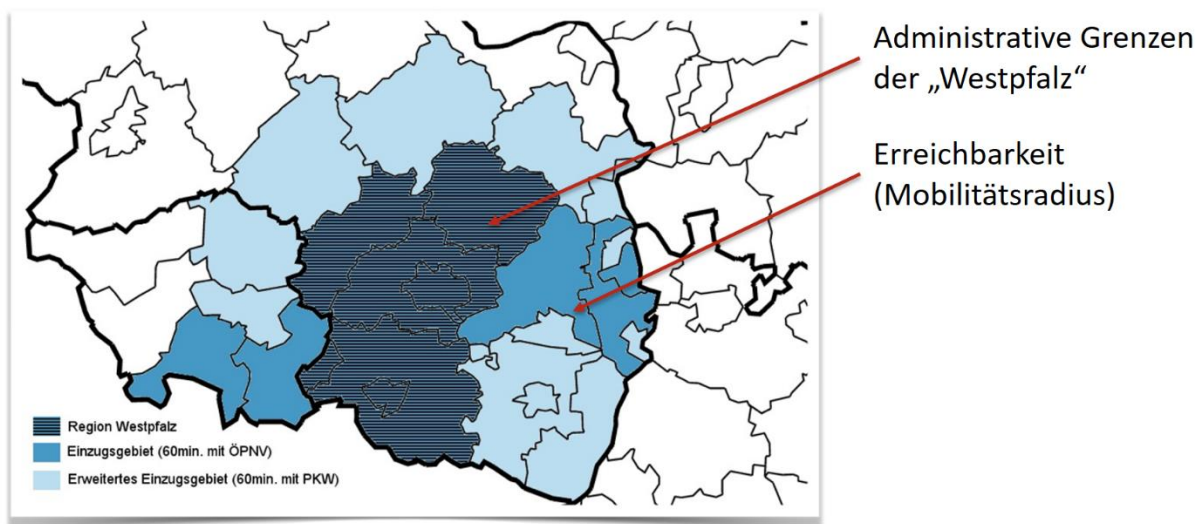 Administrative Grenzen
der „Westpfalz“
Erreichbarkeit
(Mobilitätsradius)
Region Westpfalz
Einzugsgebiet (60min. mit ÖPNV)
Erweitertes Einzugsgebiet (60min. mit PKW)